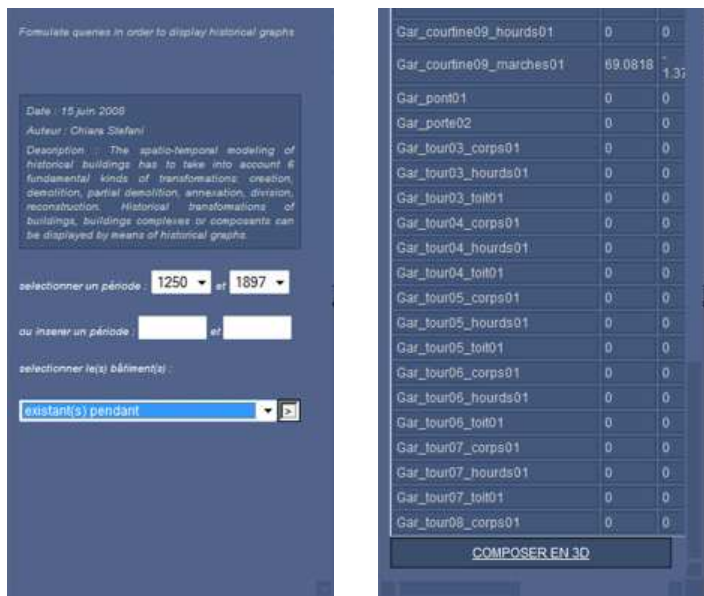 Fomulate queries in order to display historical graphs
Date : 15 juin 2008
Auteur : Chiara Stefani
Description : The spatio-temporal modeling of
historical buildings has to take into account 6
fundamental kinds of transformations: creation,
demolition, partial demolition, annexation, division,
reconstruction. Historical transformations of
buildings, buildings complexes or composants can
be displayed by means of historical graphs.
selectionner un période : 1250 et 1897
ou inserer un période : et
selectionner le(s) bâtiment(s) :
existant(s) pendant >
Gar_courtine09_hourds01 0 0
Gar_courtine09_marches01 69.0818 -1.37
Gar_pont01 0 0
Gar_porte02 0 0
Gar_tour03_corps01 0 0
Gar_tour03_hourds01 0 0
Gar_tour03_toit01 0 0
Gar_tour04_corps01 0 0
Gar_tour04_hourds01 0 0
Gar_tour04_toit01 0 0
Gar_tour05_corps01 0 0
Gar_tour05_hourds01 0 0
Gar_tour05_toit01 0 0
Gar_tour06_corps01 0 0
Gar_tour06_hourds01 0 0
Gar_tour06_toit01 0 0
Gar_tour07_corps01 0 0
Gar_tour07_hourds01 0 0
Gar_tour07_toit01 0 0
Gar_tour08_corps01 0 0
COMPOSER EN 3D